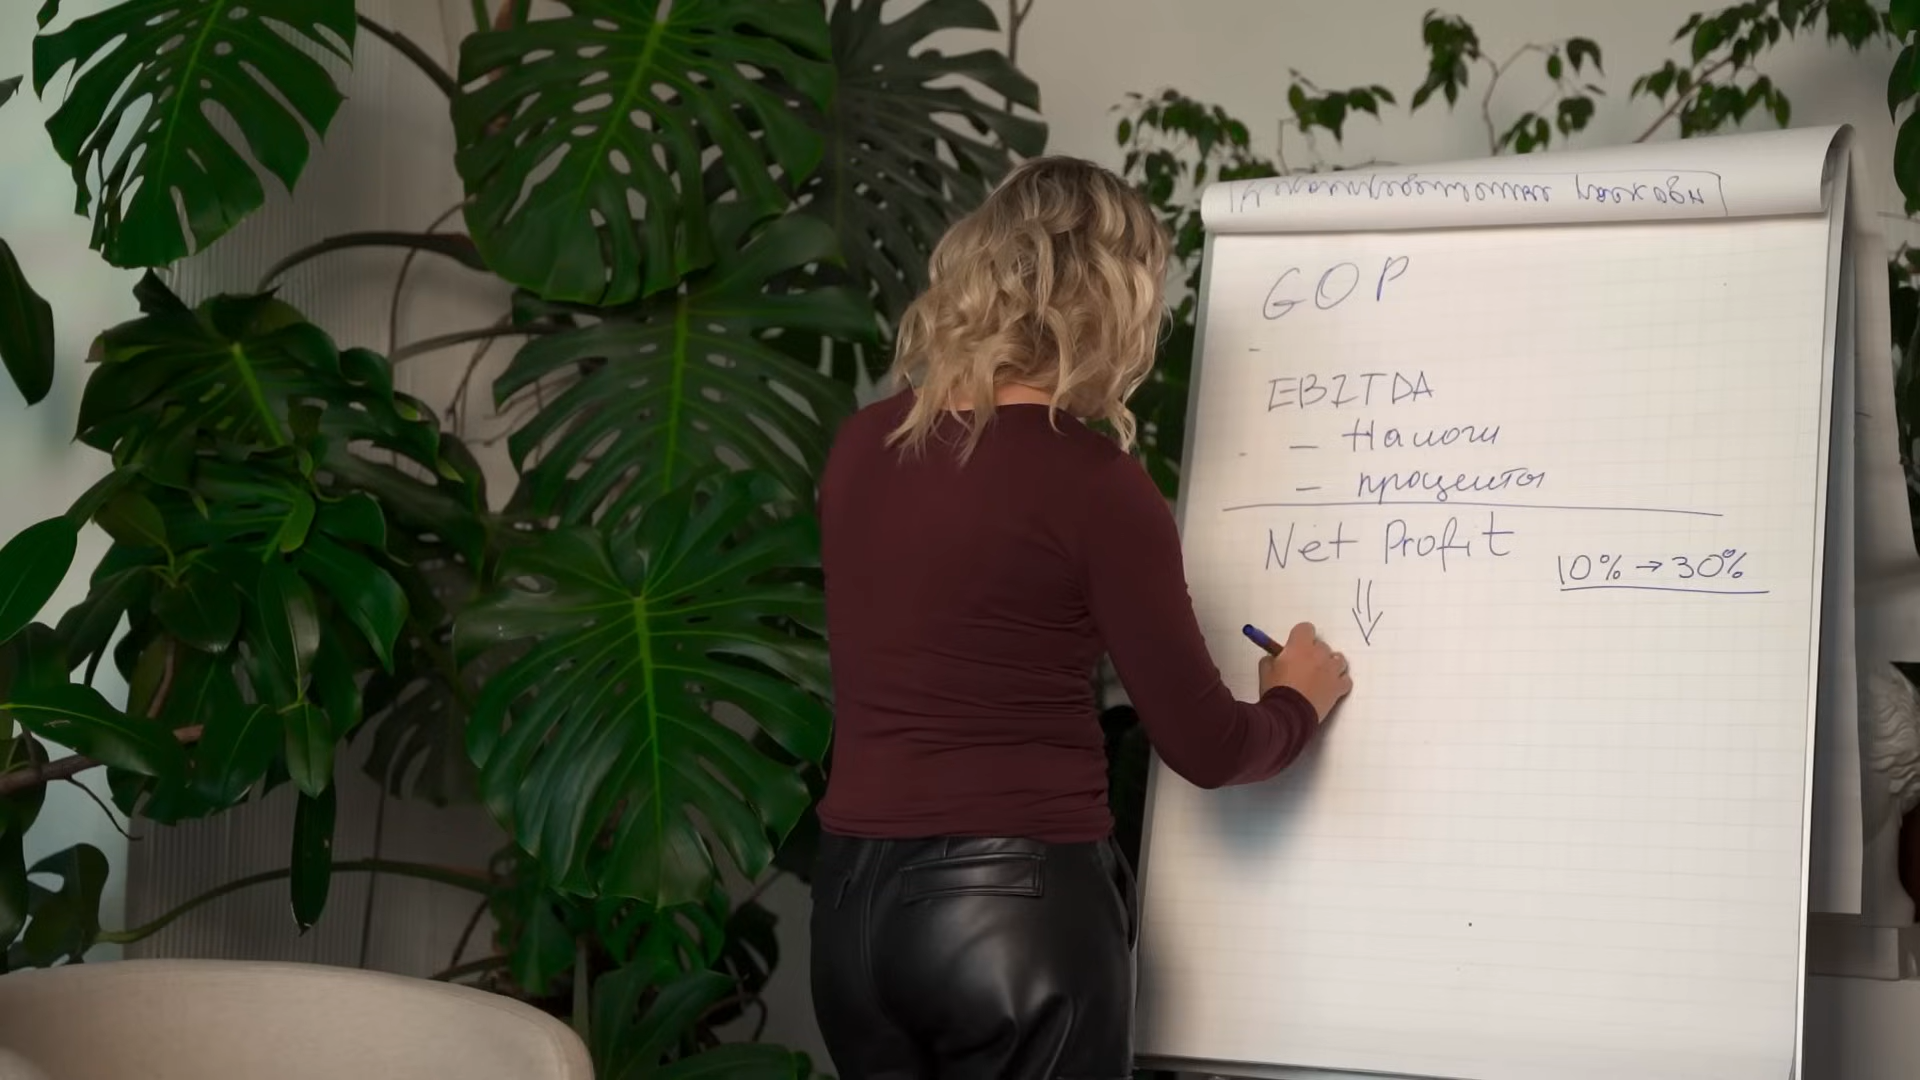 GOP
EBITDA
– Налоги
– проценты
Net Profit
10% → 30%